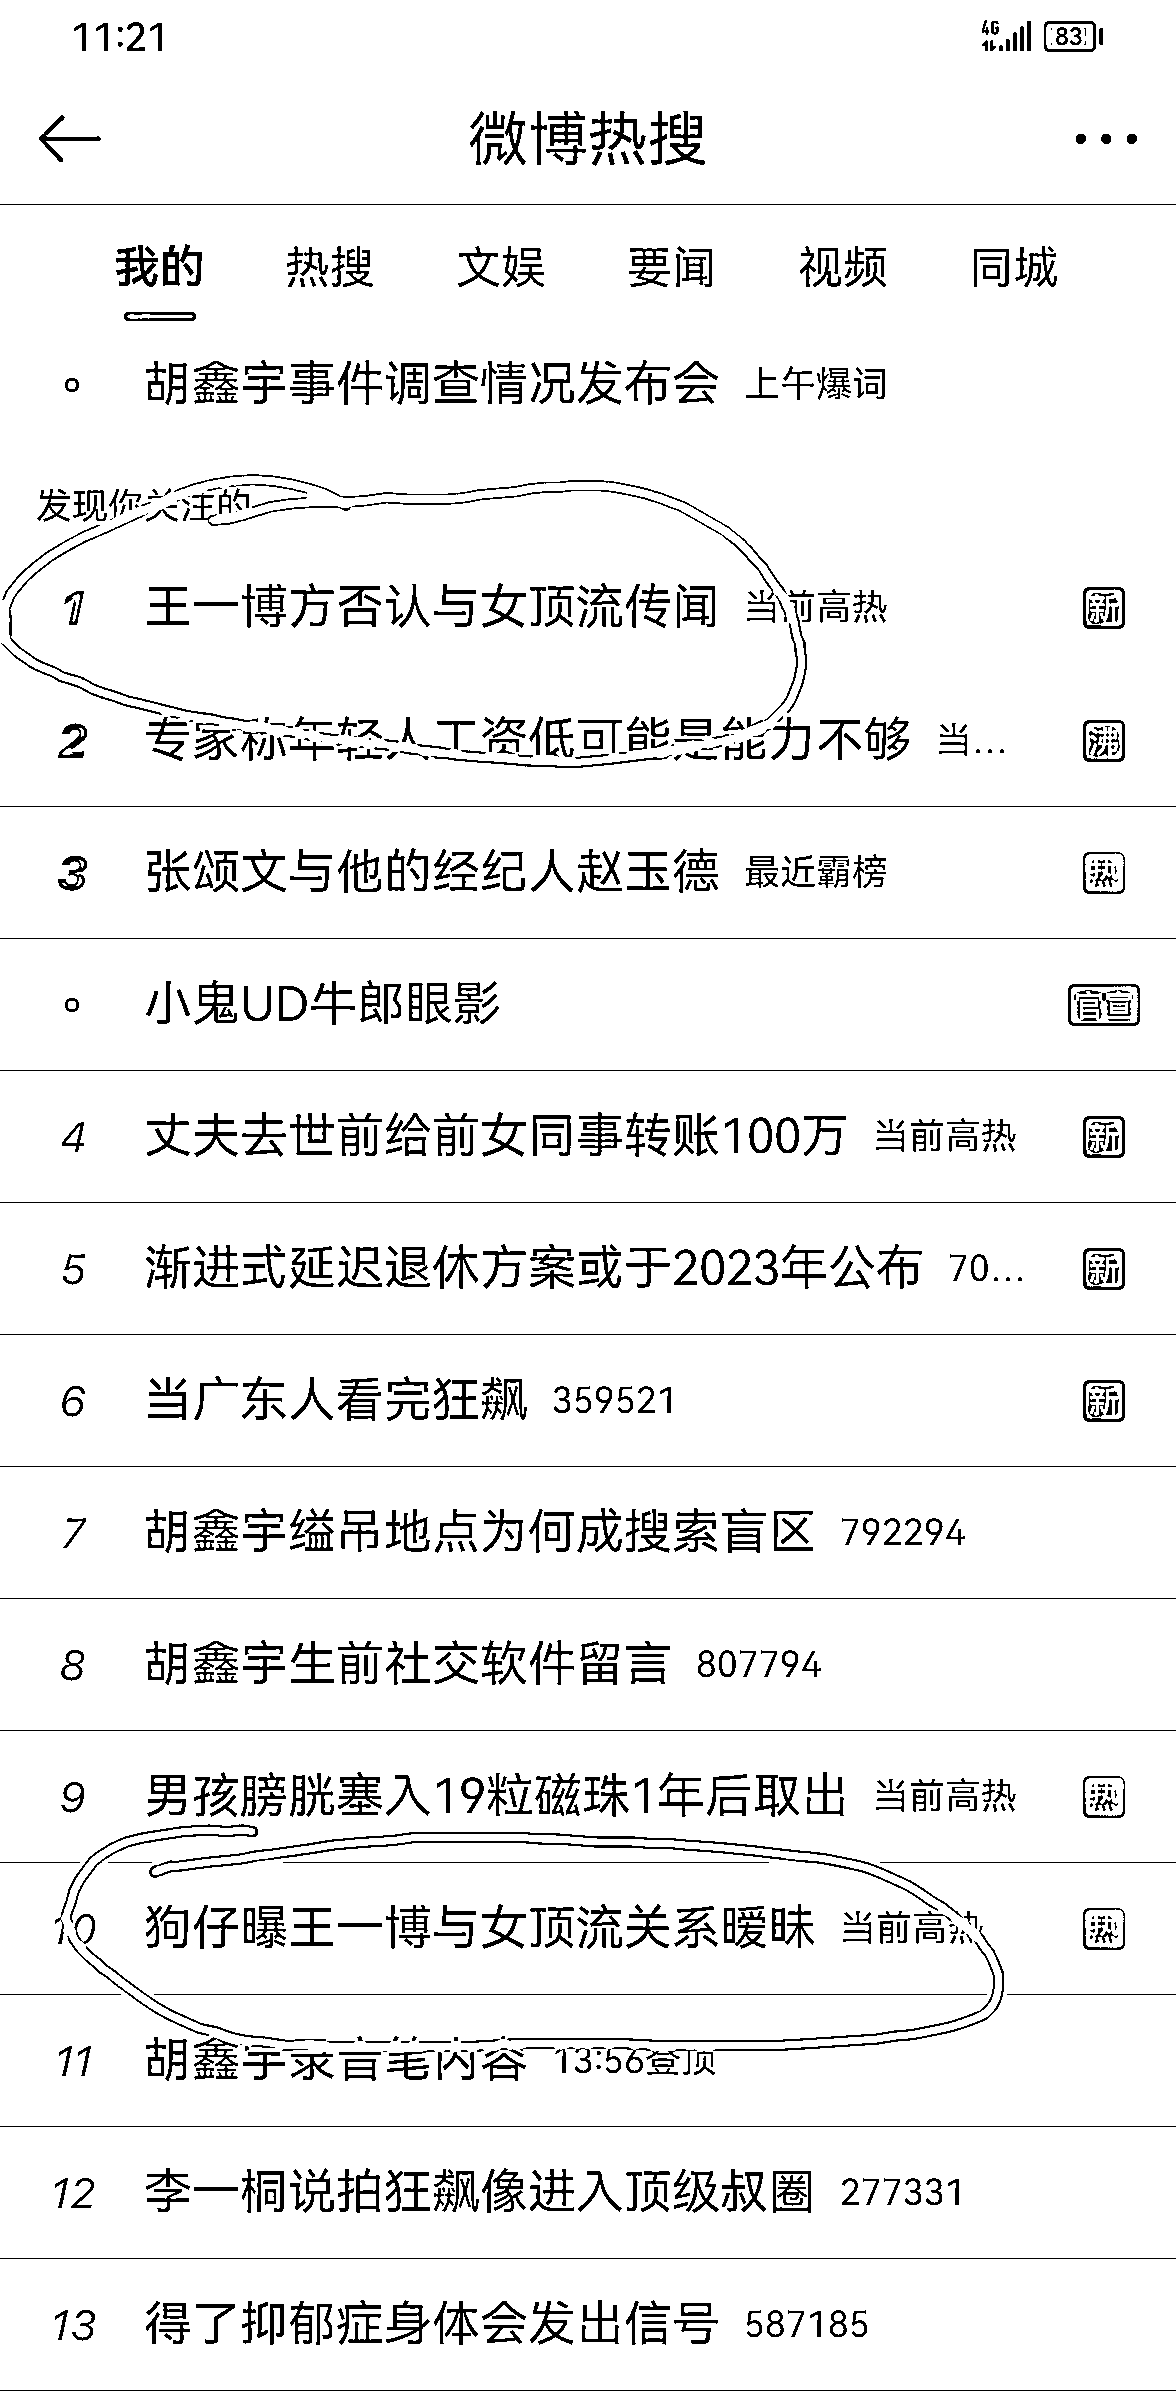 11:21 4G 83
微博热搜
我的 热搜 文娱 要闻 视频 同城
胡鑫宇事件调查情况发布会 上午爆词
发现你关注的
1 王一博方否认与女顶流传闻 当前高热 新
2 专家称年轻人工资低可能是能力不够 当... 沸
3 张颂文与他的经纪人赵玉德 最近霸榜 热
小鬼UD牛郎眼影 官宣
4 丈夫去世前给前女同事转账100万 当前高热 新
5 渐进式延迟退休方案或于2023年公布 70... 新
6 当广东人看完狂飙 359521 新
7 胡鑫宇缢吊地点为何成搜索盲区 792294
8 胡鑫宇生前社交软件留言 807794
9 男孩膀胱塞入19粒磁珠1年后取出 当前高热 热
10 狗仔曝王一博与女顶流关系暧昧 当前高热 热
11 胡鑫宇录音笔内容 13:56登顶
12 李一桐说拍狂飙像进入顶级叔圈 277331
13 得了抑郁症身体会发出信号 587185